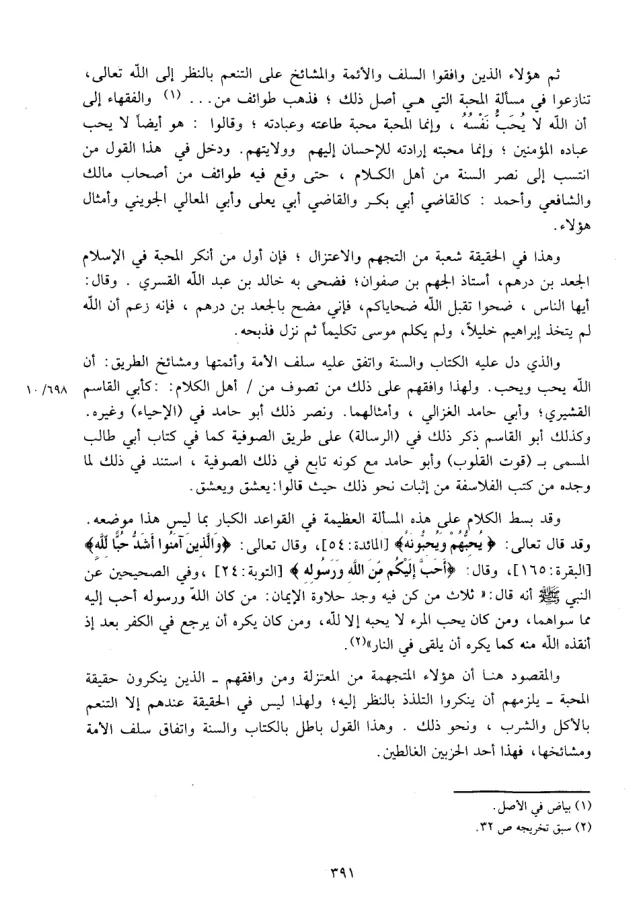 ثم هؤلاء الذين وافقوا السلف والأئمة والمشائخ على التنعم بالنظر إلى الله تعالى،
تنازعوا في مسألة المحبة التي هـي أصل ذلك ؛ فذهب طوائف من... (١) والفقهاء إلى
أن الله لا يُحَبُّ نَفْسُهُ ، وإنما المحبة محبة طاعته وعبادته ؛ وقالوا : هو أيضاً لا يحب
عباده المؤمنين ؛ وإنما محبته إرادته للإحسان إليهم وولايتهم. ودخل في هذا القول من
انتسب إلى نصر السنة من أهل الكلام ، حتى وقع فيه طوائف من أصحاب مالك
والشافعي وأحمد : كالقاضي أبي بكر والقاضي أبي يعلى وأبي المعالي الجويني وأمثال
هؤلاء.
وهذا في الحقيقة شعبة من التجهم والاعتزال ؛ فإن أول من أنكر المحبة في الإسلام
الجعد بن درهم، أستاذ الجهم بن صفوان؛ فضحى به خالد بن عبد الله القسري . وقال:
أيها الناس ، ضحوا تقبل الله ضحاياكم، فإني مضح بالجعد بن درهم ، فإنه زعم أن الله
لم يتخذ إبراهيم خليلاً، ولم يكلم موسى تكليماً ثم نزل فذبحه.
والذي دل عليه الكتاب والسنة واتفق عليه سلف الأمة وأئمتها ومشائخ الطريق: أن
الله يحب ويحب. ولهذا وافقهم على ذلك من تصوف من / أهل الكلام: :كأبي القاسم
١٠/٦٩٨
القشيري؛ وأبي حامد الغزالي ، وأمثالهما. ونصر ذلك أبو حامد في (الإحياء) وغيره.
وكذلك أبو القاسم ذكر ذلك في (الرسالة) على طريق الصوفية كما في كتاب أبي طالب
المسمى بـ (قوت القلوب) وأبو حامد مع كونه تابع في ذلك الصوفية ، استند في ذلك لما
وجده من كتب الفلاسفة من إثبات نحو ذلك حيث قالوا:يعشق ويعشق.
وقد بسط الكلام على هذه المسألة العظيمة في القواعد الكبار بما ليس هذا موضعه.
وقد قال تعالى: ﴿ يُحِبُّهُمْ وَيُحِبُّونَهُ﴾ [المائدة:٥٤]، وقال تعالى: ﴿وَالَّذِينَ آمَنُوا أَشَدُّ حُبًّا لِّلَّهِ﴾
[البقرة:١٦٥]، وقال: ﴿أَحَبَّ إِلَيْكُم مِّنَ اللَّهِ وَرَسُولِهِ ﴾ [التوبة:٢٤] ،وفي الصحيحين عن
النبي ﷺ أنه قال:« ثلاث من كن فيه وجد حلاوة الإيمان: من كان الله ورسوله أحب إليه
مما سواهما، ومن كان يحب المرء لا يحبه إلا لله، ومن كان يكره أن يرجع في الكفر بعد إذ
أنقذه الله منه كما يكره أن يلقى في النار»(٢).
والمقصود هنـا أن هؤلاء المتجهمة من المعتزلة ومن وافقهم ـ الذين ينكرون حقيقة
المحبة ـ يلزمهم أن ينكروا التلذذ بالنظر إليه؛ ولهذا ليس في الحقيقة عندهم إلا التنعم
بالأكل والشرب ، ونحو ذلك . وهذا القول باطل بالكتاب والسنة واتفاق سلف الأمة
ومشائخها، فهذا أحد الحزبين الغالطين.
(١) بياض في الأصل.
(٢) سبق تخريجه ص ٣٢.
٣٩١